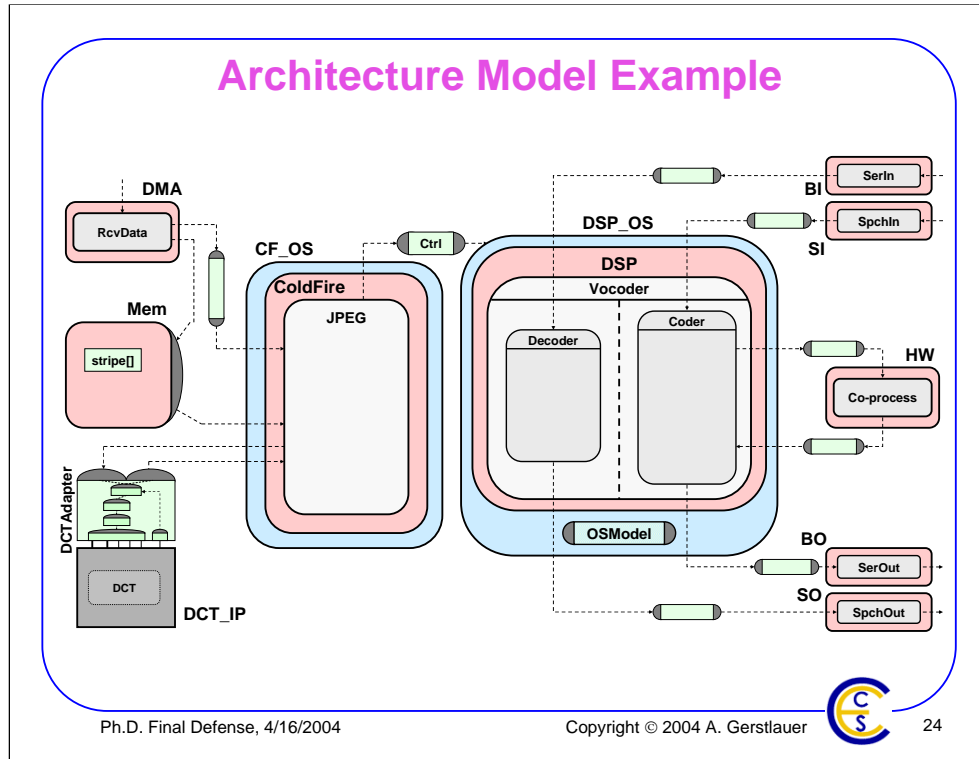 Architecture Model Example
DMA
RcvData
Mem
stripe[]
DCTAdapter
DCT
DCT_IP
CF_OS
ColdFire
JPEG
Ctrl
DSP_OS
DSP
Vocoder
Decoder
Coder
OSModel
BI
SerIn
SI
SpchIn
HW
Co-process
BO
SerOut
SO
SpchOut
Ph.D. Final Defense, 4/16/2004
Copyright © 2004 A. Gerstlauer
C
E
S
24